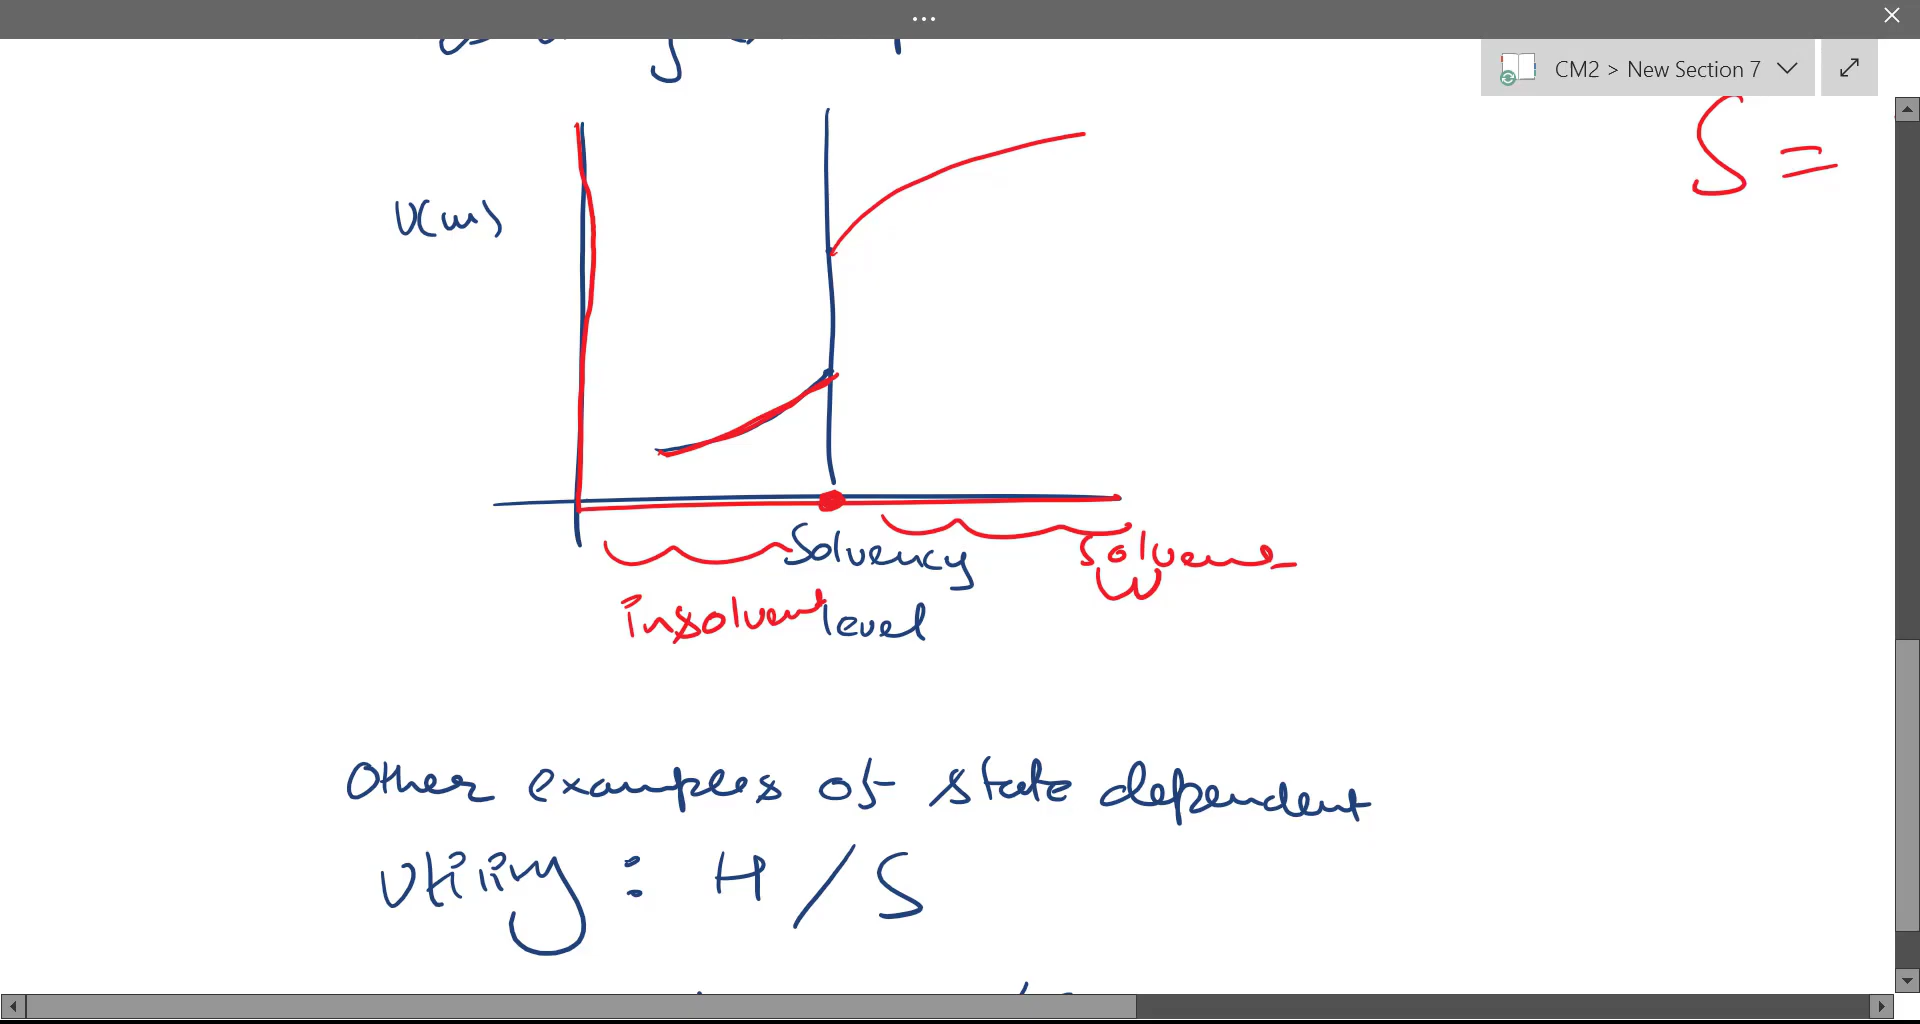 CM2 > New Section 7
S =
U(w)
Solvency
Solvent
W
insolvent
level
Other examples of state dependent
Utility : H / S